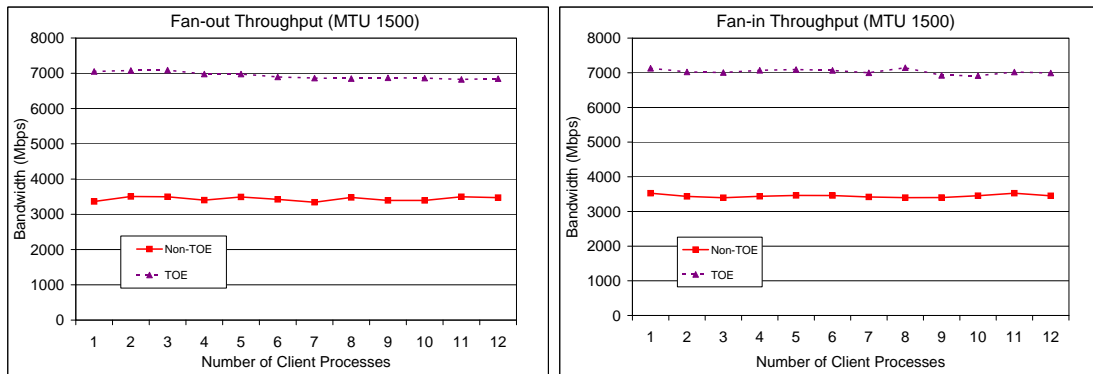 Fan-out Throughput (MTU 1500)
8000
7000
6000
5000
4000
3000
2000
1000
0
Bandwidth (Mbps)
Non-TOE
TOE
1 2 3 4 5 6 7 8 9 10 11 12
Number of Client Processes
Fan-in Throughput (MTU 1500)
8000
7000
6000
5000
4000
3000
2000
1000
0
Bandwidth (Mbps)
Non-TOE
TOE
1 2 3 4 5 6 7 8 9 10 11 12
Number of Client Processes